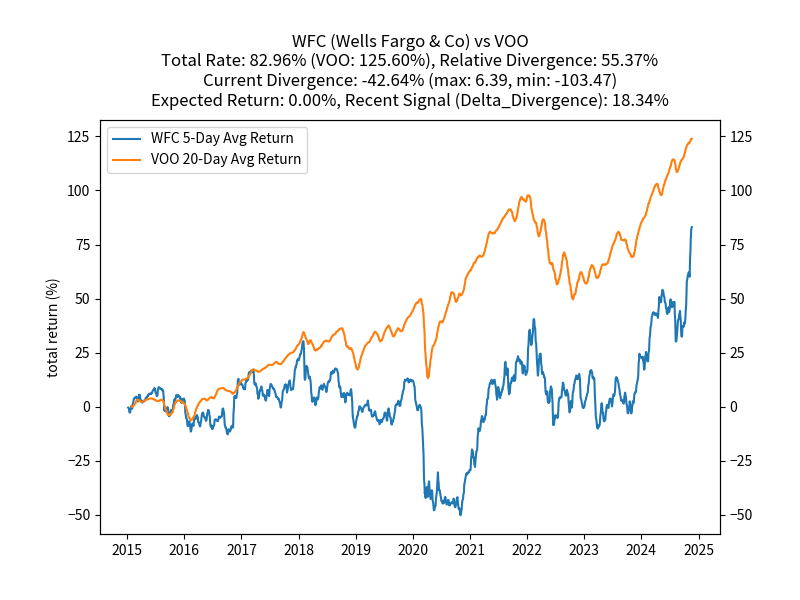 WFC (Wells Fargo & Co) vs VOO
Total Rate: 82.96% (VOO: 125.60%), Relative Divergence: 55.37%
Current Divergence: -42.64% (max: 6.39, min: -103.47)
Expected Return: 0.00%, Recent Signal (Delta_Divergence): 18.34%
WFC 5-Day Avg Return
VOO 20-Day Avg Return
total return (%)
125
100
75
50
25
0
−25
−50
125
100
75
50
25
0
−25
−50
2015 2016 2017 2018 2019 2020 2021 2022 2023 2024 2025